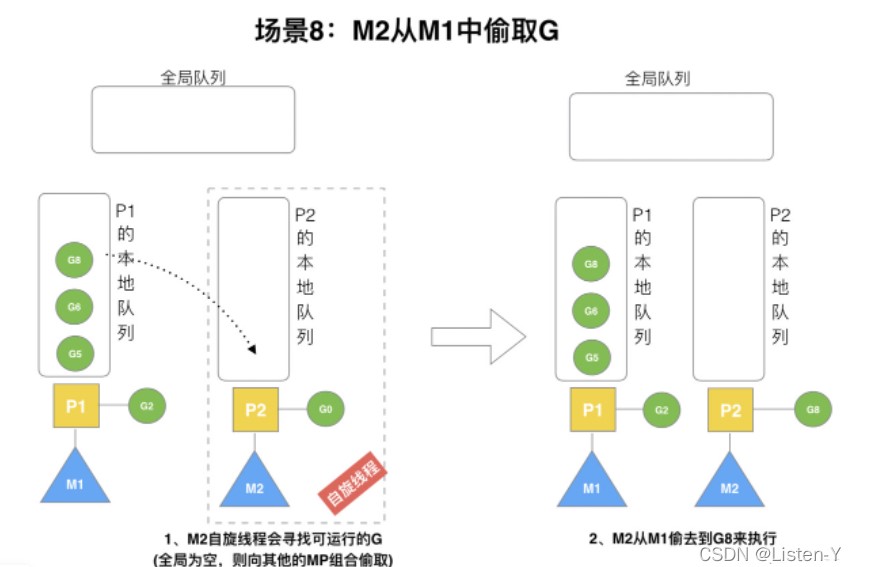 场景8：M2从M1中偷取G
全局队列
全局队列
P1的本地队列
G8
G6
G5
P1
G2
M1
P2的本地队列
P2
G0
M2
自旋线程
P1的本地队列
G8
G6
G5
P1
G2
M1
P2的本地队列
P2
G8
M2
1、M2自旋线程会寻找可运行的G
(全局为空，则向其他的MP组合偷取)
2、M2从M1偷去到G8来执行
CSDN @Listen-Y